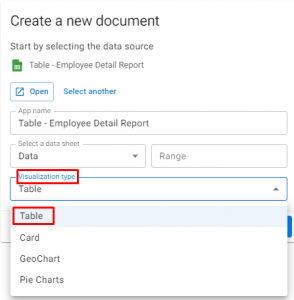 Create a new document
Start by selecting the data source
Table - Employee Detail Report
Open Select another
App name
Table - Employee Detail Report
Select a data sheet
Data Range
Visualization type
Table
Table
Card
GeoChart
Pie Charts